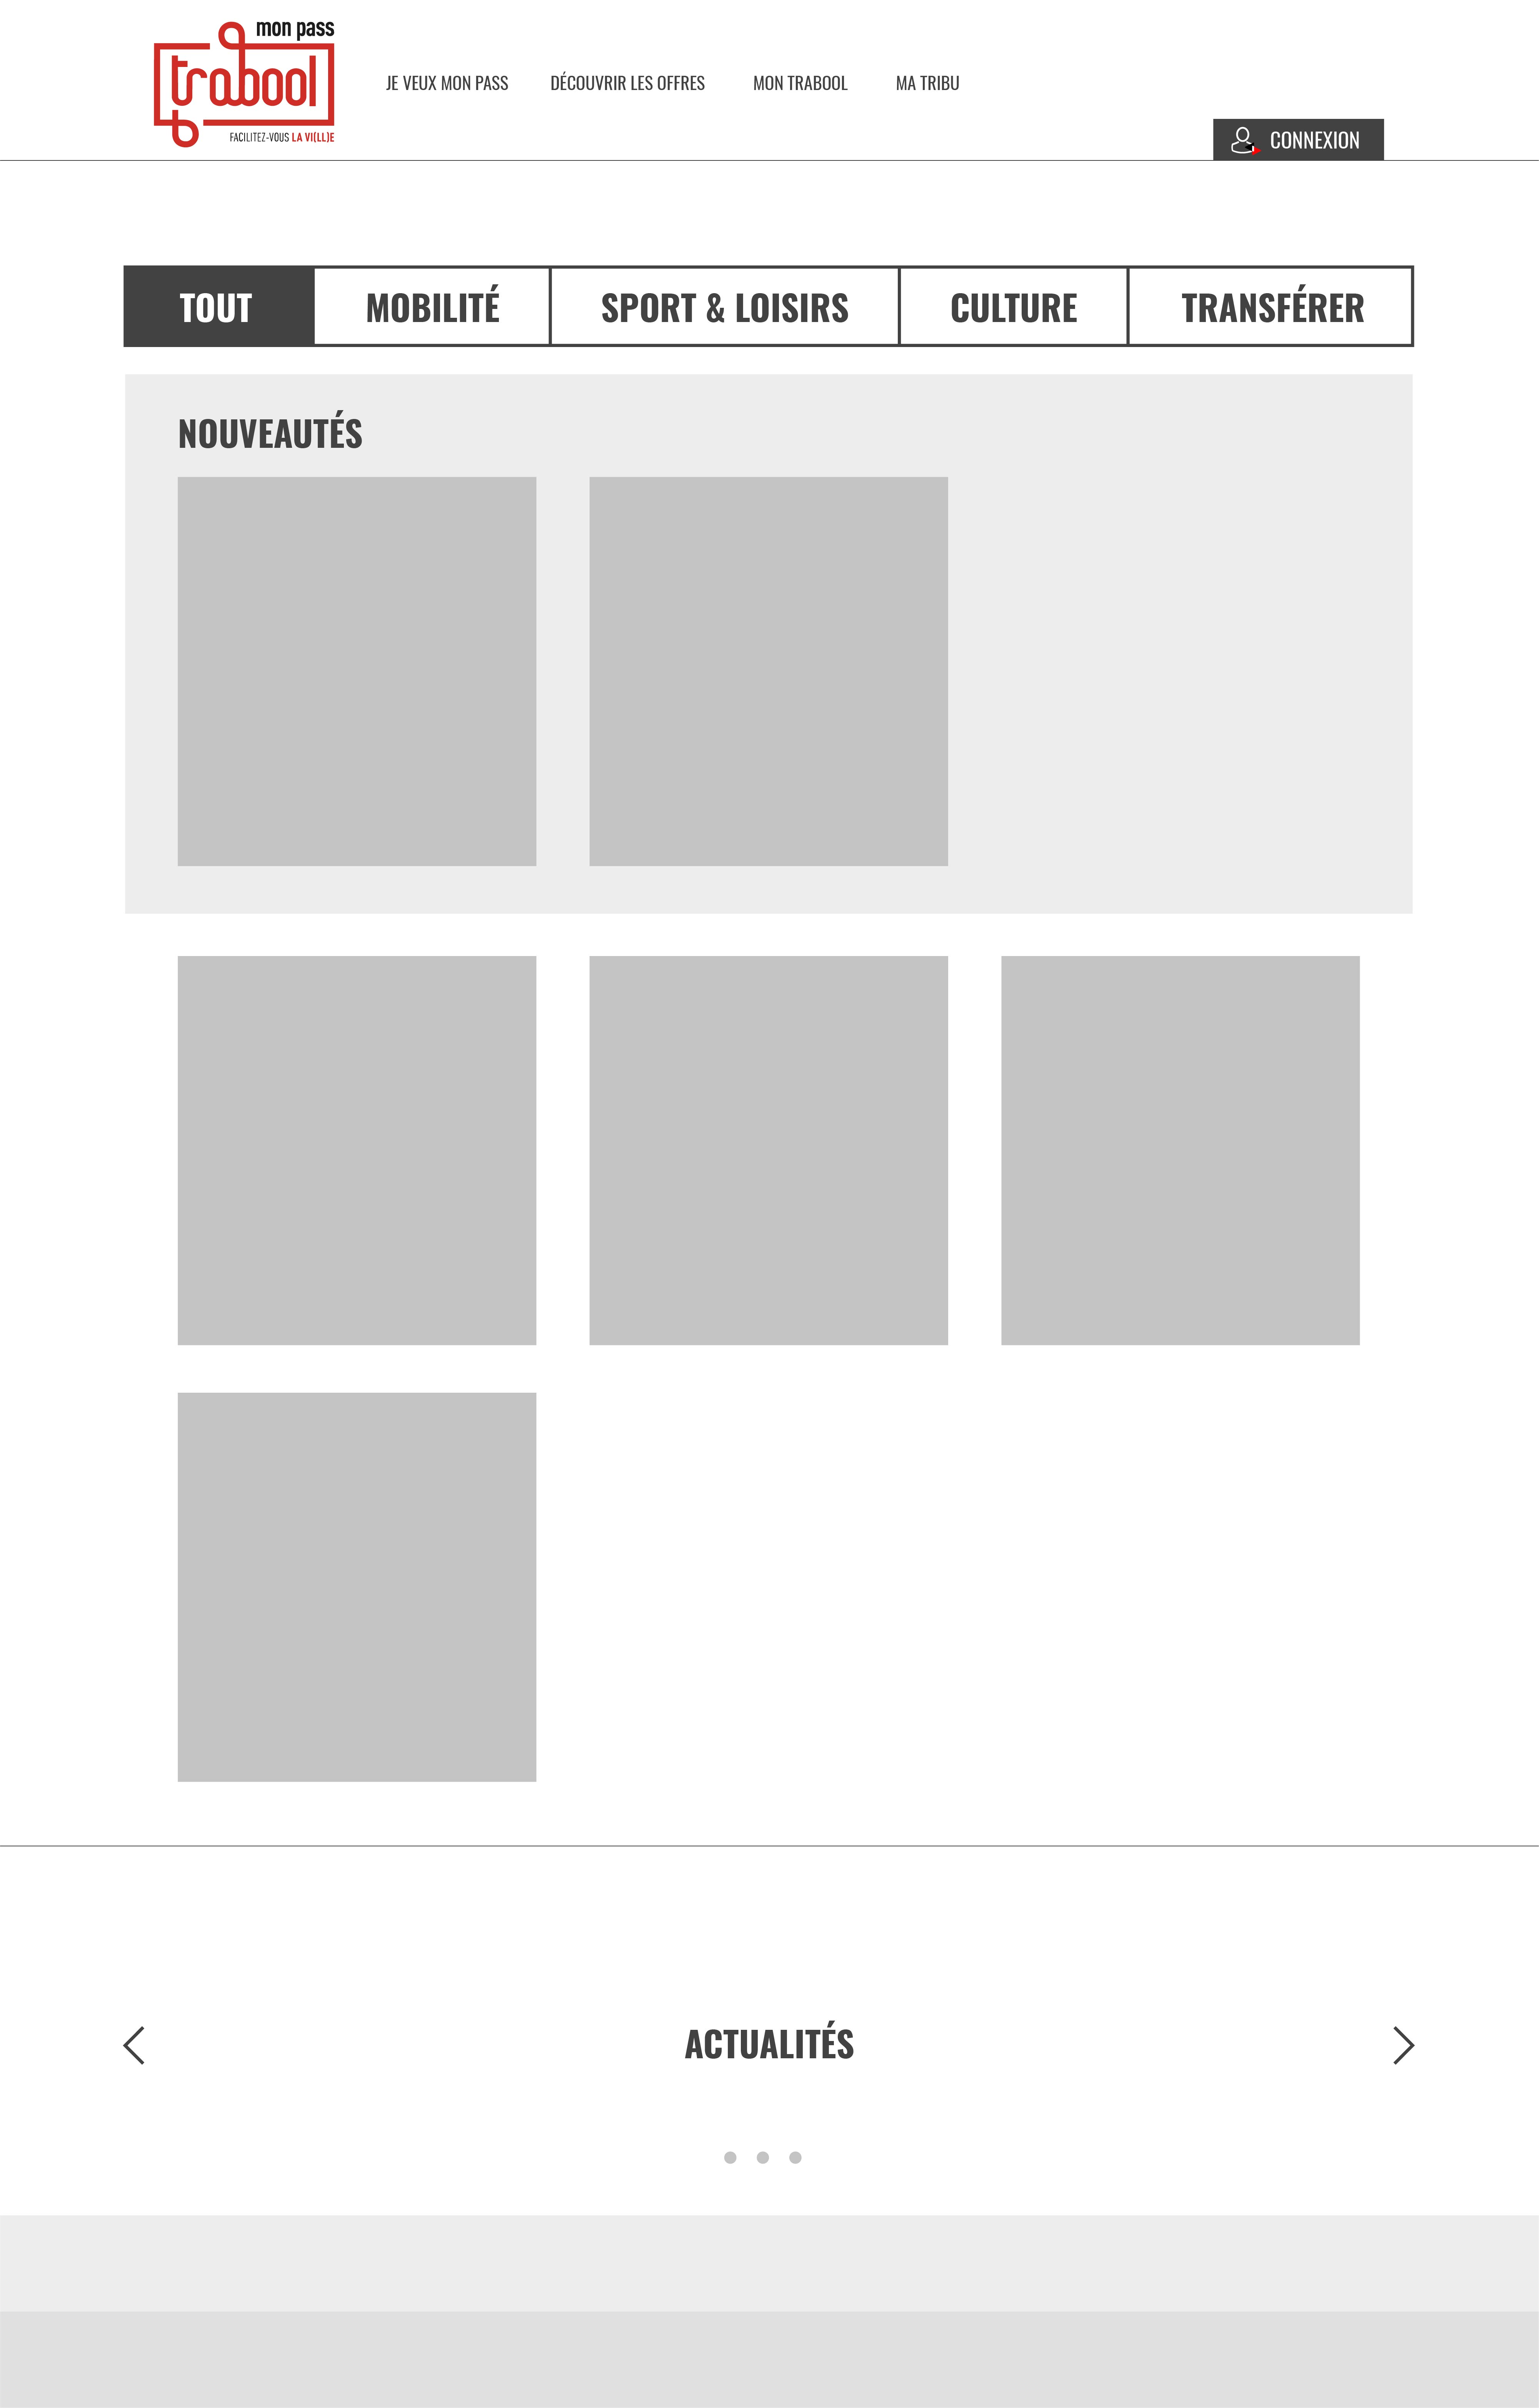 mon pass
trabool
FACILITEZ-VOUS LA VI(LL)E
JE VEUX MON PASS
DÉCOUVRIR LES OFFRES
MON TRABOOL
MA TRIBU
CONNEXION
TOUT
MOBILITÉ
SPORT & LOISIRS
CULTURE
TRANSFÉRER
NOUVEAUTÉS
ACTUALITÉS